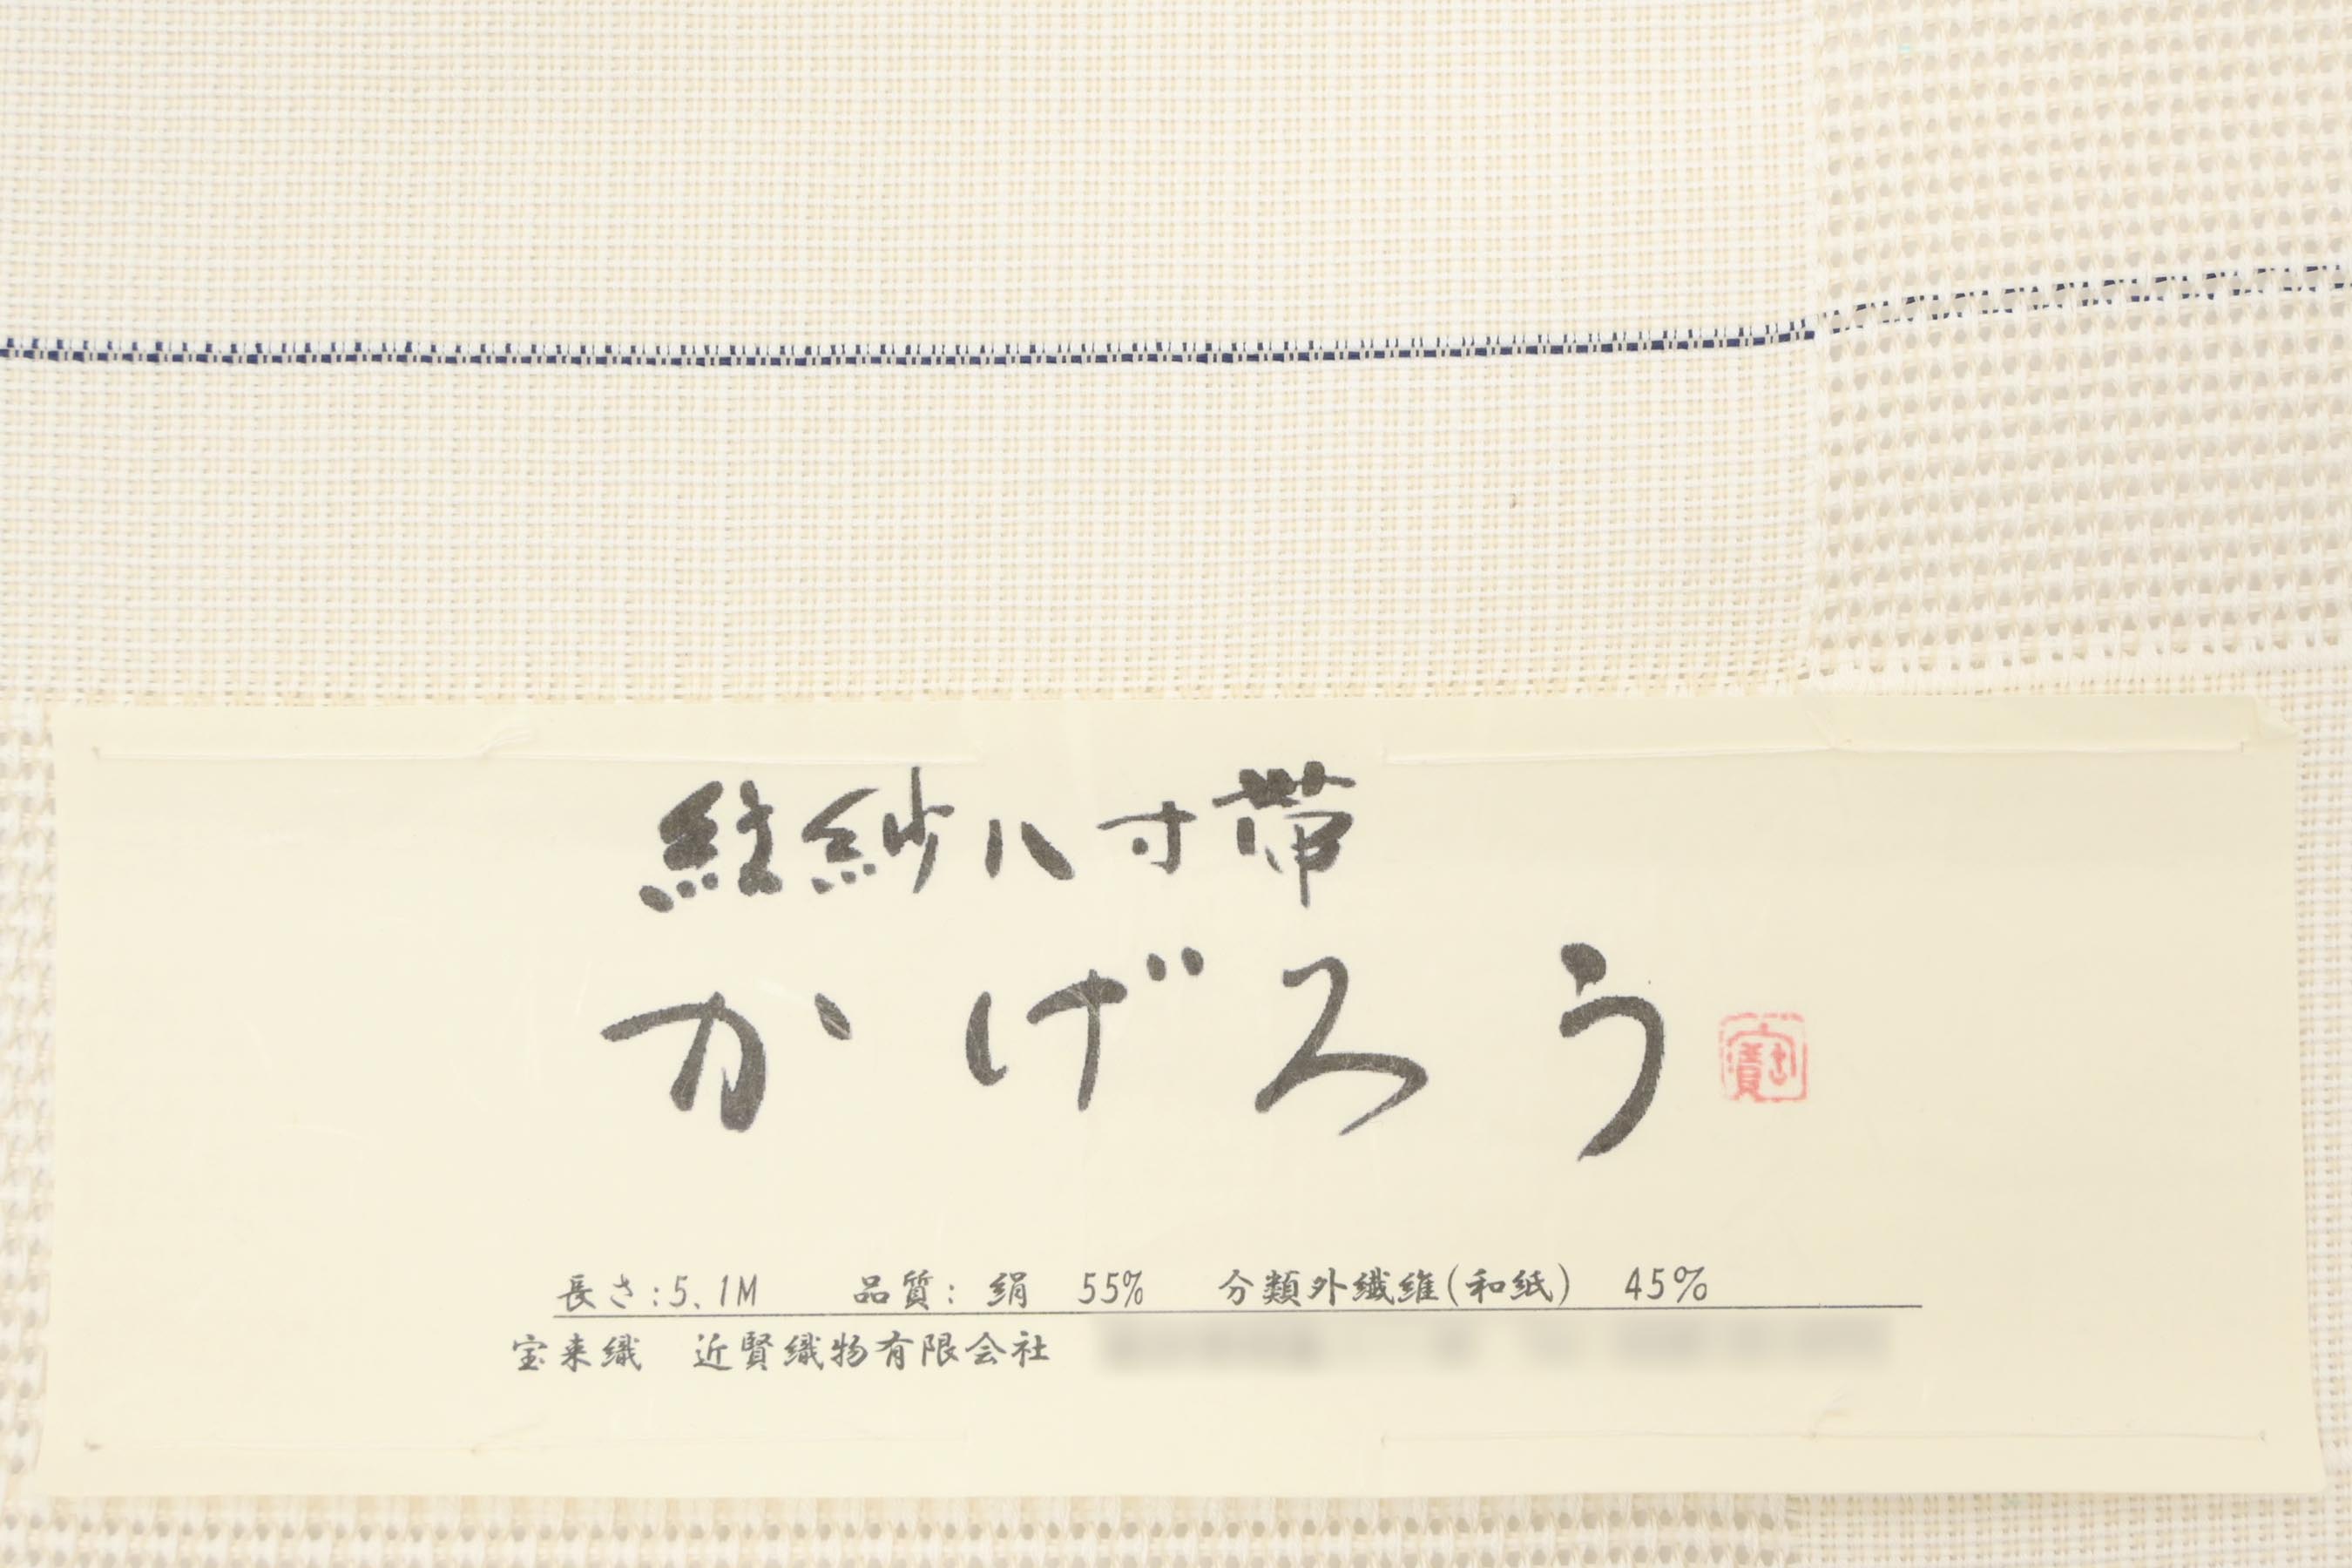 紗八寸帯
かげろう
寶
長さ:5.1M 品質: 絹 55% 分類外繊維(和紙) 45%
宝来織 近賢織物有限会社